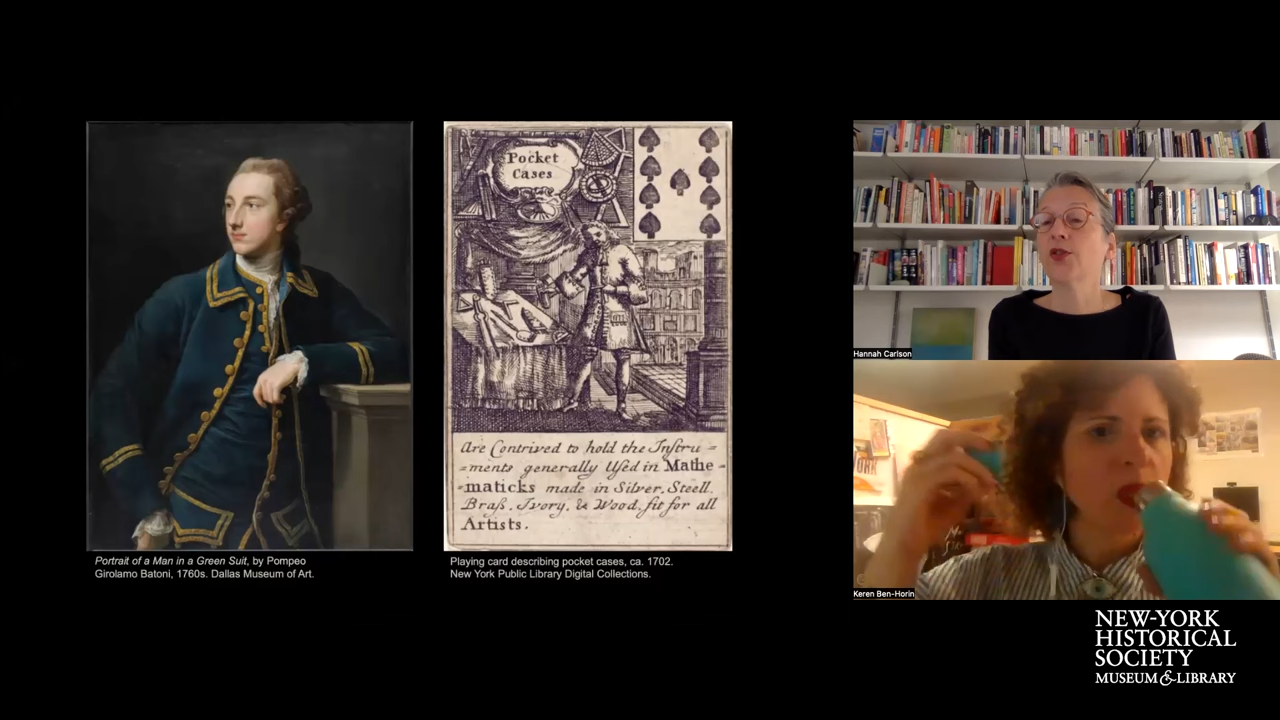 Pocket
Cases
are Contrived to hold the Instru=
=ments generally Used in Mathe=
=maticks made in Silver, Steell,
Brass, Ivory, & Wood, fit for all
Artists.
Portrait of a Man in a Green Suit, by Pompeo
Girolamo Batoni, 1760s. Dallas Museum of Art.
Playing card describing pocket cases, ca. 1702.
New York Public Library Digital Collections.
Hannah Carlson
Keren Ben-Horin
NEW-YORK
HISTORICAL
SOCIETY
MUSEUM & LIBRARY